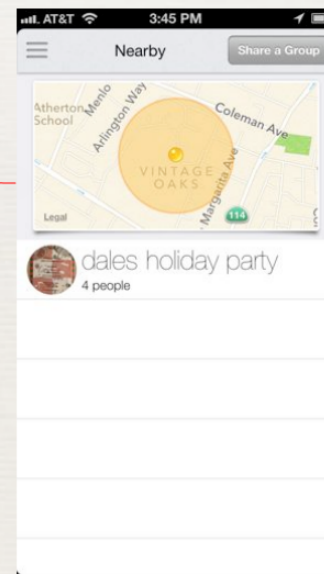 AT&T 3:45 PM
Nearby
Share a Group
Atherton
School
Menlo
Arlington Way
Coleman Ave
VINTAGE
OAKS
Margarita Ave
Legal
114
dales holiday party
4 people